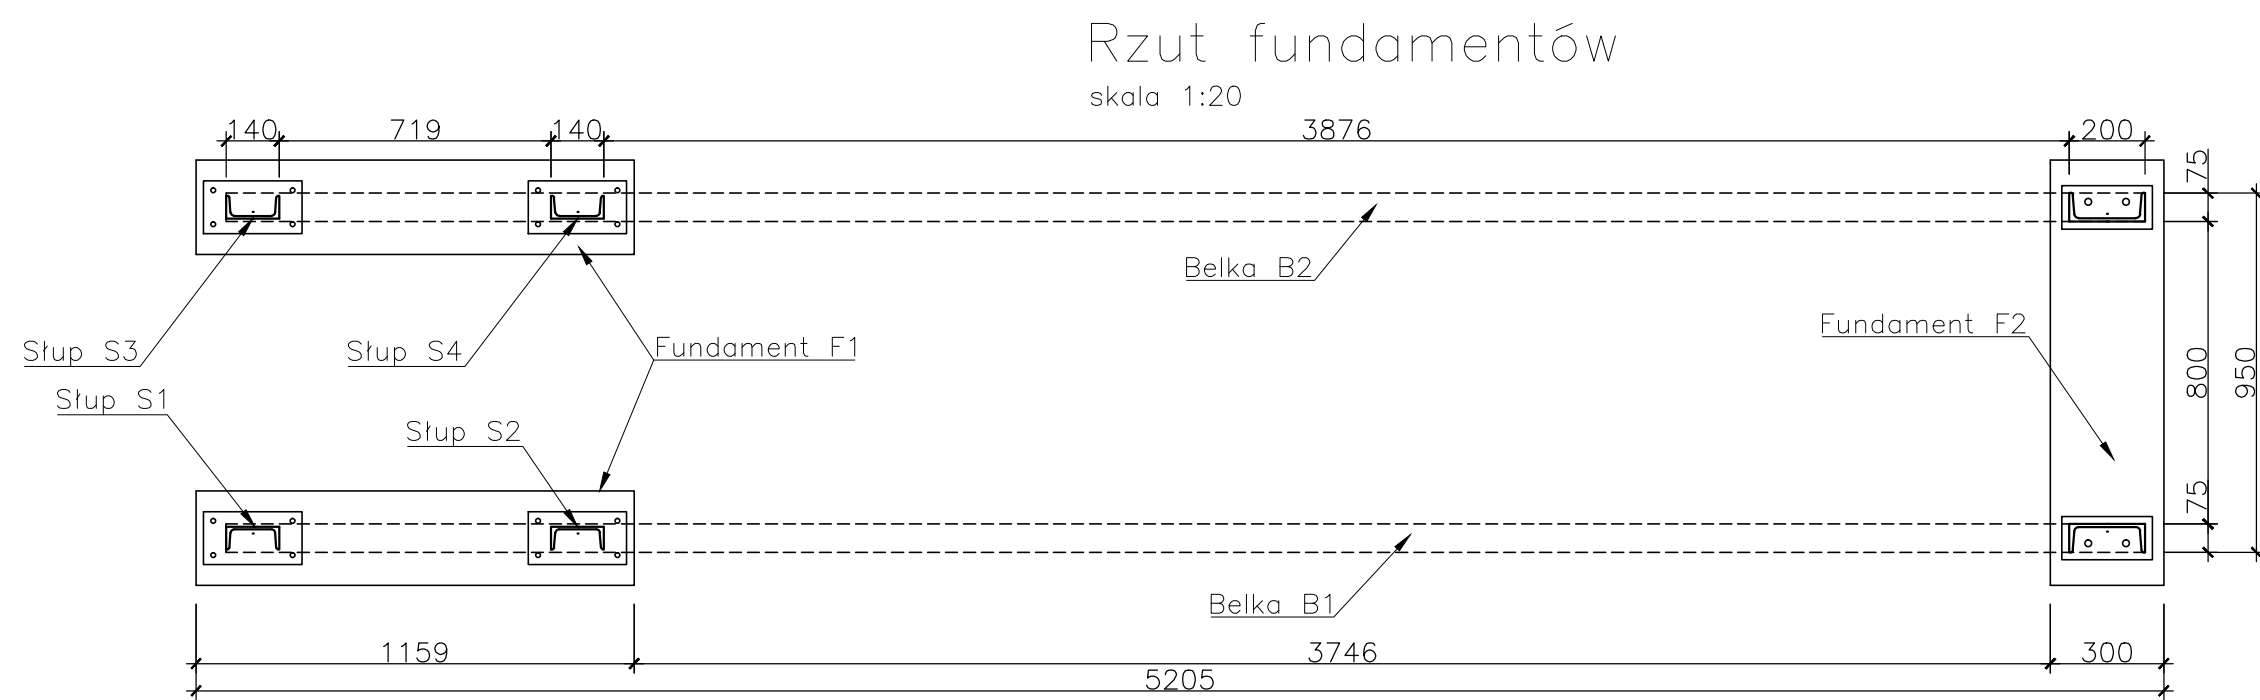 Rzut fundamentów
skala 1:20
140 719 140 3876 200
75
Belka B2
Fundament F2
Słup S3 Słup S4 Fundament F1
800
950
Słup S1
Słup S2
75
Belka B1
1159 3746 300
5205